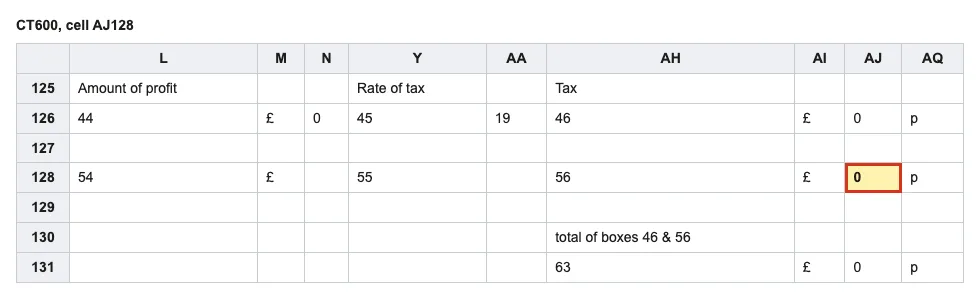 CT600, cell AJ128
L M N Y AA AH AI AJ AQ
125 Amount of profit Rate of tax Tax
126 44 £ 0 45 19 46 £ 0 p
127
128 54 £ 55 56 £ 0 p
129
130 total of boxes 46 & 56
131 63 £ 0 p